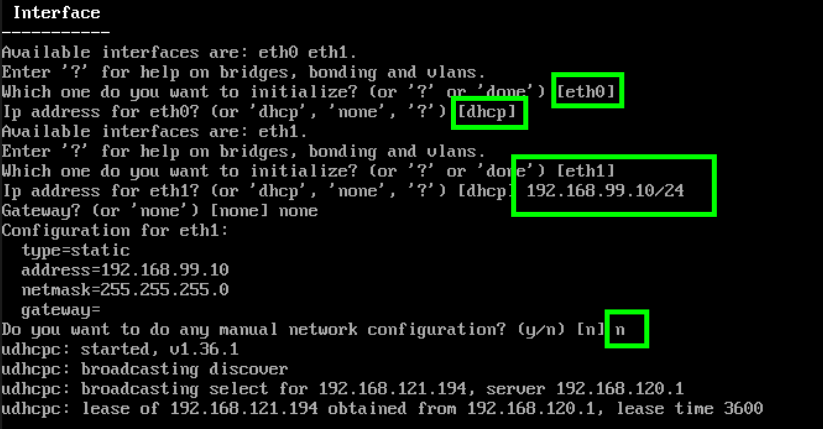 Interface
-----------
Available interfaces are: eth0 eth1.
Enter '?' for help on bridges, bonding and vlans.
Which one do you want to initialize? (or '?' or 'done') [eth0]
Ip address for eth0? (or 'dhcp', 'none', '?') [dhcp]
Available interfaces are: eth1.
Enter '?' for help on bridges, bonding and vlans.
Which one do you want to initialize? (or '?' or 'done') [eth1]
Ip address for eth1? (or 'dhcp', 'none', '?') [dhcp] 192.168.99.10/24
Gateway? (or 'none') [none] none
Configuration for eth1:
  type=static
  address=192.168.99.10
  netmask=255.255.255.0
  gateway=
Do you want to do any manual network configuration? (y/n) [n] n
udhcpc: started, v1.36.1
udhcpc: broadcasting discover
udhcpc: broadcasting select for 192.168.121.194, server 192.168.120.1
udhcpc: lease of 192.168.121.194 obtained from 192.168.120.1, lease time 3600